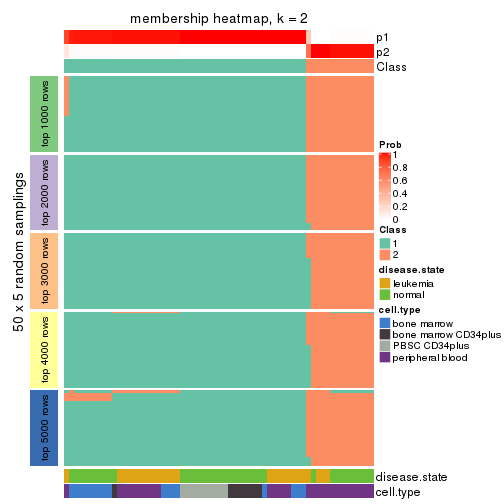 membership heatmap, k = 2
p1
p2
Class
50 x 5 random samplings
top 1000 rows
top 2000 rows
top 3000 rows
top 4000 rows
top 5000 rows
disease.state
cell.type
Prob
1
0.8
0.6
0.4
0.2
0
Class
1
2
disease.state
leukemia
normal
cell.type
bone marrow
bone marrow CD34plus
PBSC CD34plus
peripheral blood